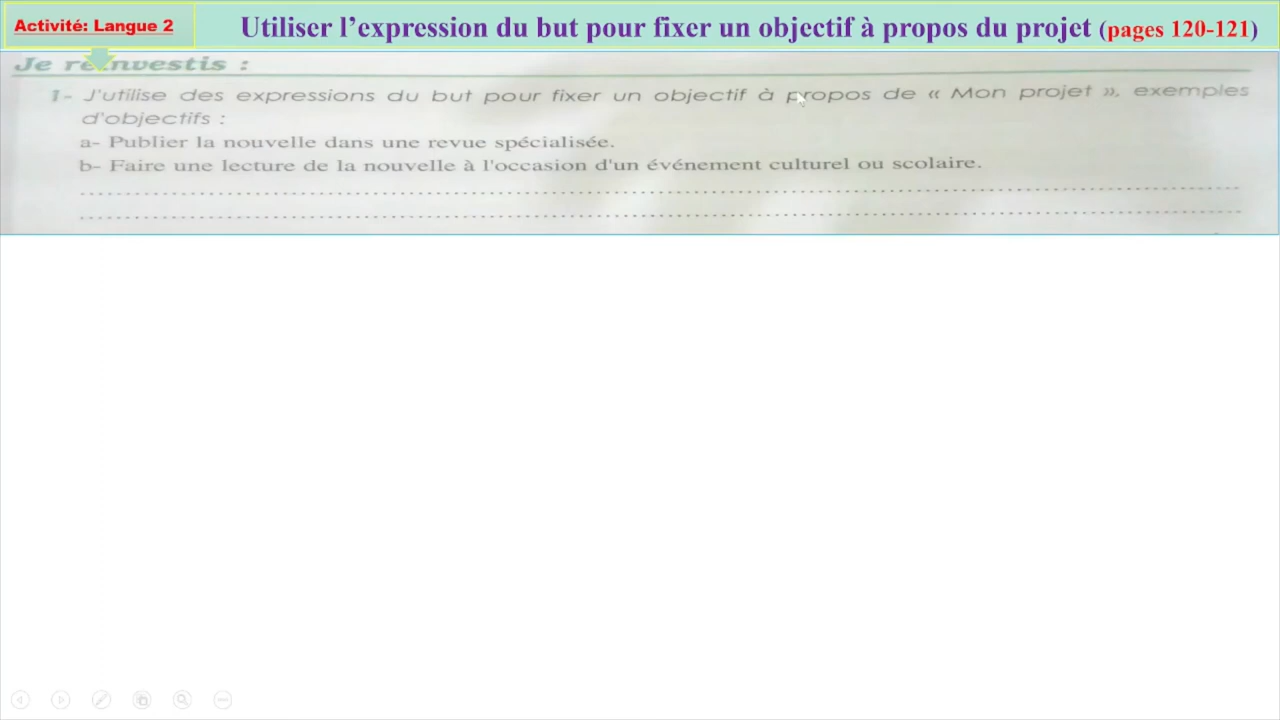 Activité: Langue 2
Utiliser l’expression du but pour fixer un objectif à propos du projet (pages 120-121)
Je réinvestis :
1- J'utilise des expressions du but pour fixer un objectif à propos de « Mon projet », exemples
d'objectifs :
a- Publier la nouvelle dans une revue spécialisée.
b- Faire une lecture de la nouvelle à l'occasion d'un événement culturel ou scolaire.